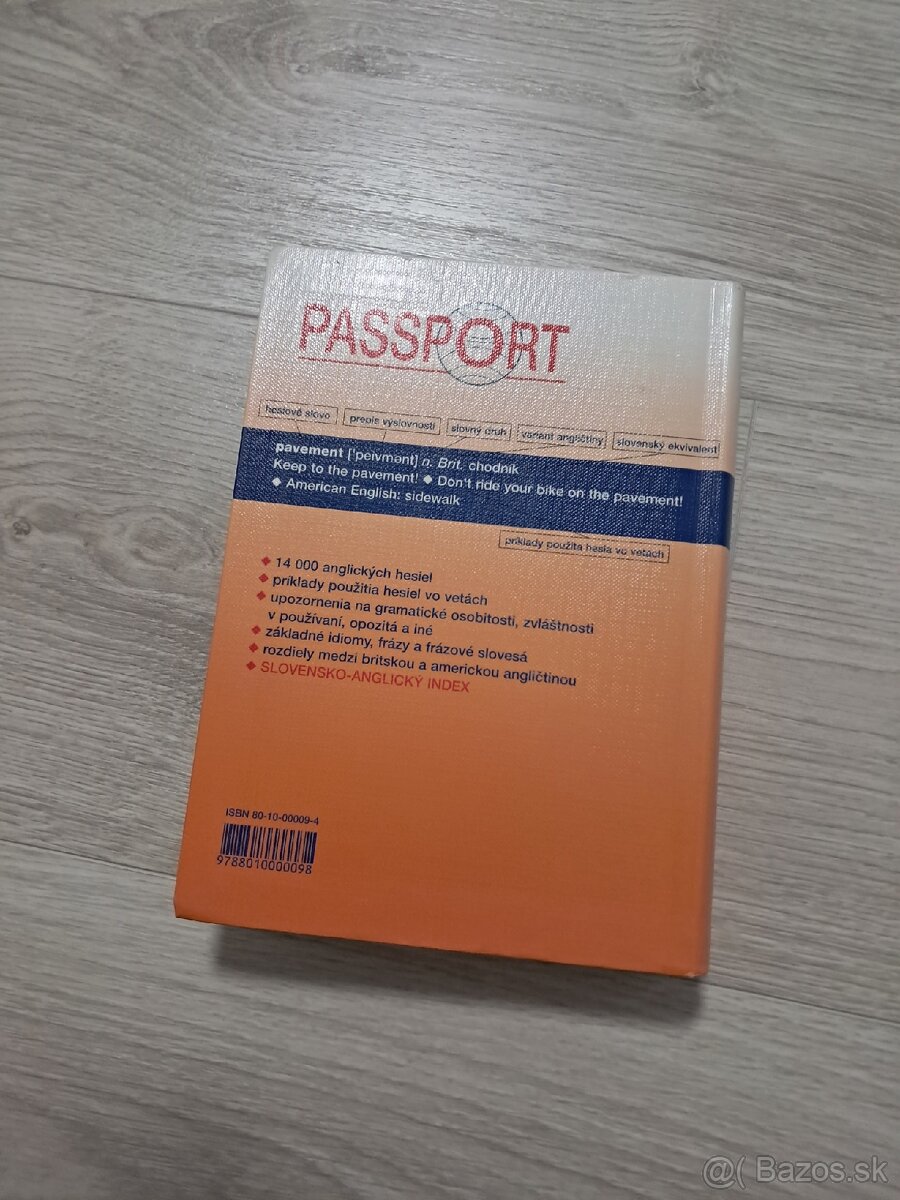 PASSPORT
heslové slovo
prepis výslovnosti
slovný druh
variant angličtiny
slovenský ekvivalent
pavement ['peivmənt] n. Brit. chodník
Keep to the pavement! ◆ Don't ride your bike on the pavement!
◆ American English: sidewalk
príklady použitia hesla vo vetách
◆ 14 000 anglických hesiel
◆ príklady použitia hesiel vo vetách
◆ upozornenia na gramatické osobitosti, zvláštnosti
v používaní, opozitá a iné
◆ základné idiomy, frázy a frázové slovesá
◆ rozdiely medzi britskou a americkou angličtinou
◆ SLOVENSKO-ANGLICKÝ INDEX
ISBN 80-10-00009-4
9788010000098
@( Bazos.sk